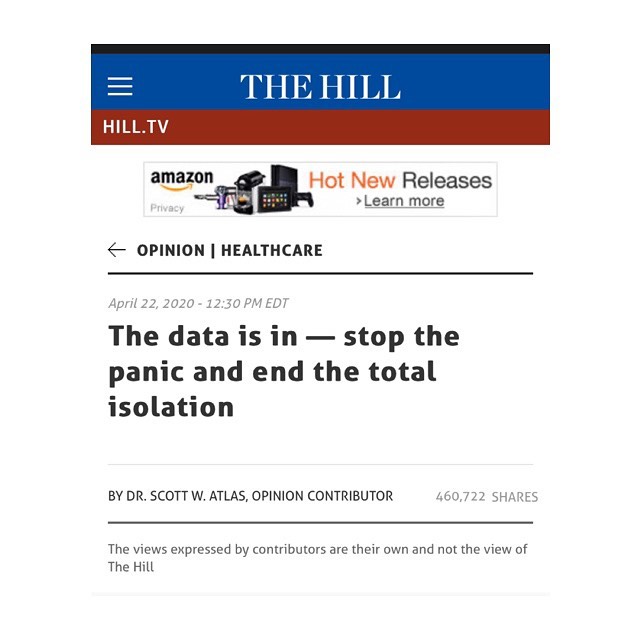 THE HILL
HILL.TV
amazon
Privacy
Hot New Releases
>Learn more
← OPINION | HEALTHCARE
April 22, 2020 - 12:30 PM EDT
The data is in — stop the
panic and end the total
isolation
BY DR. SCOTT W. ATLAS, OPINION CONTRIBUTOR 460,722 SHARES
The views expressed by contributors are their own and not the view of
The Hill